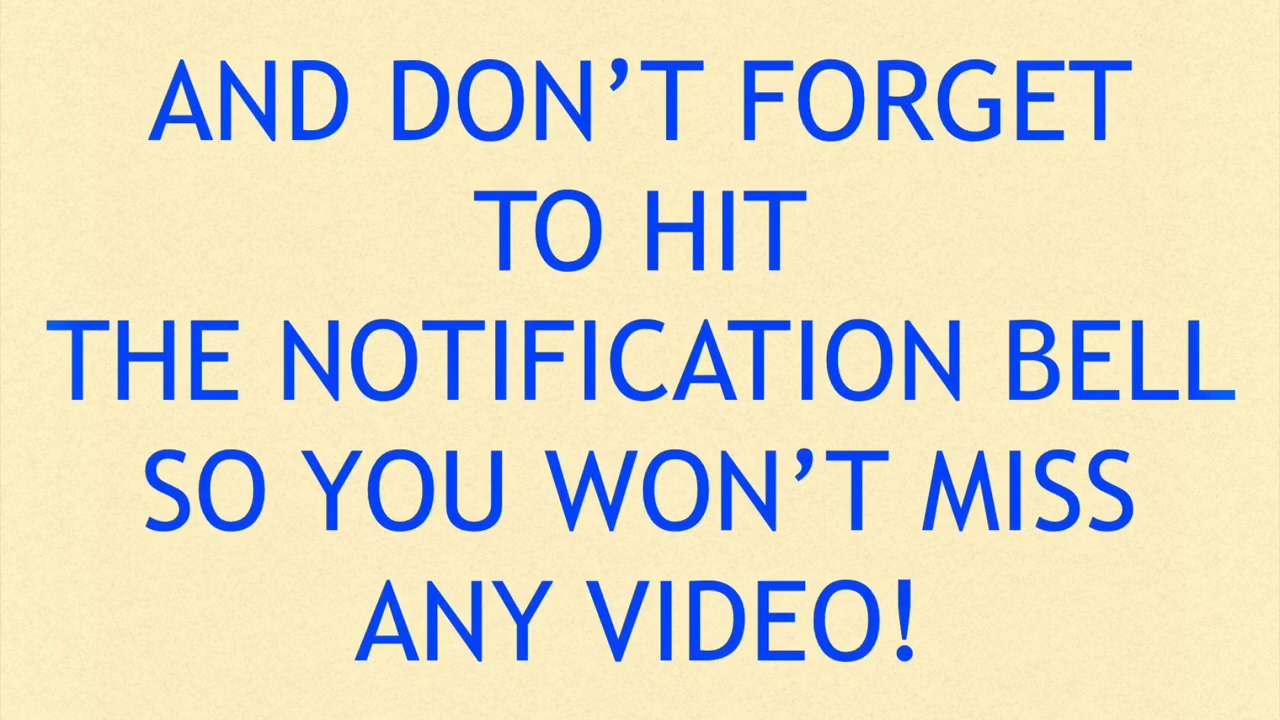 AND DON’T FORGET
TO HIT
THE NOTIFICATION BELL
SO YOU WON’T MISS
ANY VIDEO!